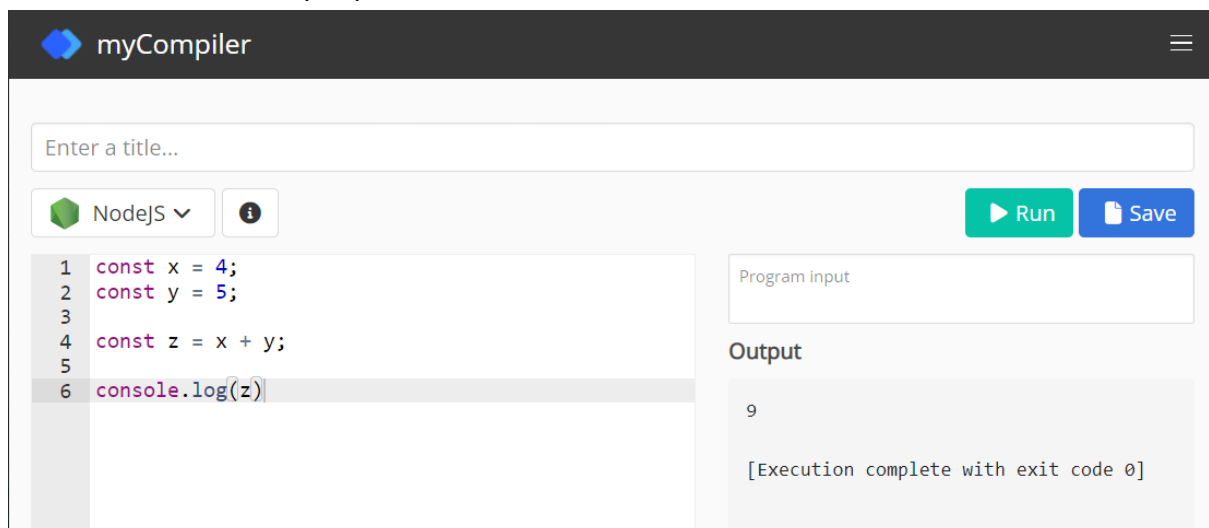 myCompiler
Enter a title...
NodeJS
Run
Save
1 const x = 4;
2 const y = 5;
3
4 const z = x + y;
5
6 console.log(z)
Program input
Output
9
[Execution complete with exit code 0]